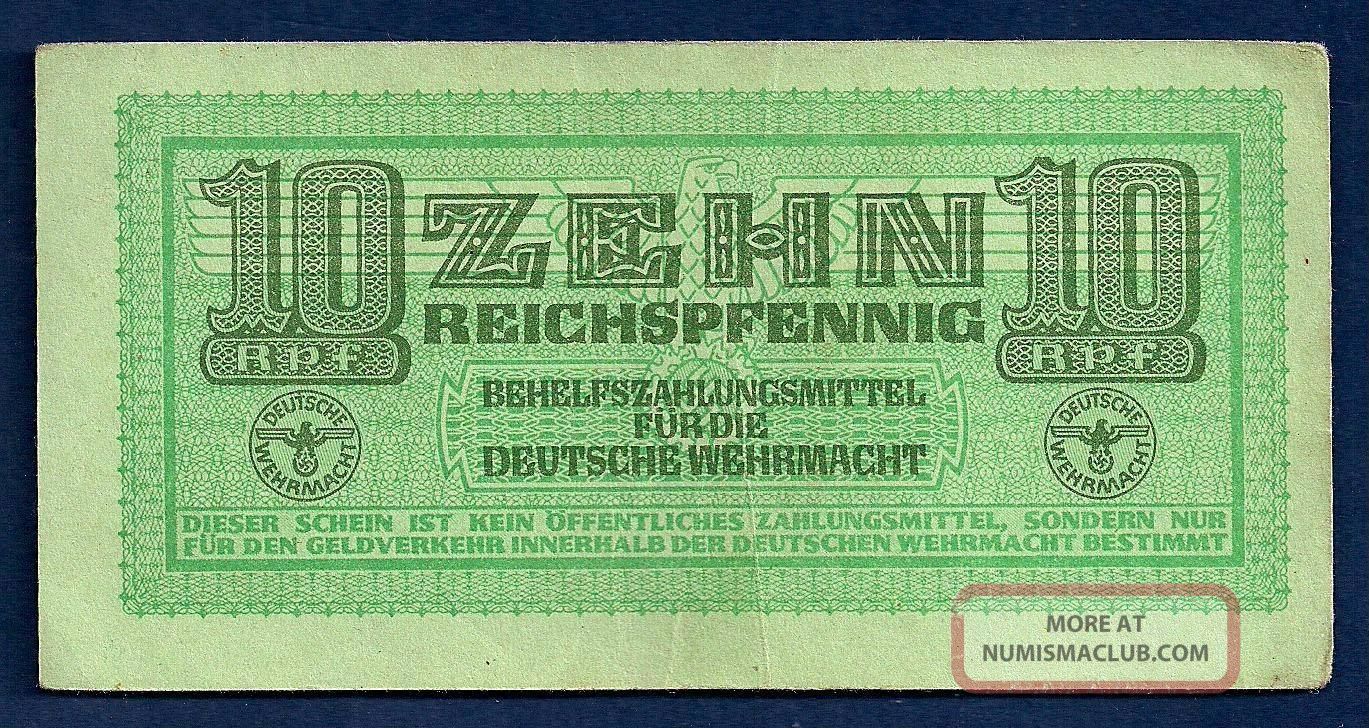 10 ZEHN 10
REICHSPFENNIG
Rpf Rpf
BEHELFSZAHLUNGSMITTEL
FÜR DIE
DEUTSCHE WEHRMACHT
DEUTSCHE WEHRMACHT
DEUTSCHE WEHRMACHT
DIESER SCHEIN IST KEIN ÖFFENTLICHES ZAHLUNGSMITTEL, SONDERN NUR
FÜR DEN GELDVERKEHR INNERHALB DER DEUTSCHEN WEHRMACHT BESTIMMT
MORE AT
NUMISMACLUB.COM